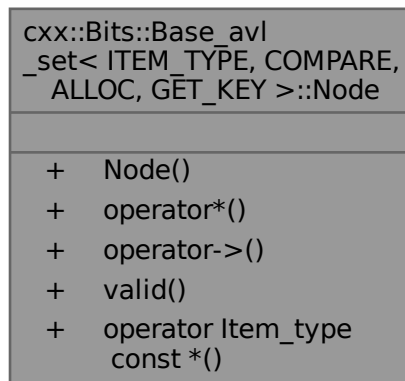 cxx::Bits::Base_avl
_set< ITEM_TYPE, COMPARE,
ALLOC, GET_KEY >::Node
+ Node()
+ operator*()
+ operator->()
+ valid()
+ operator Item_type
const *()